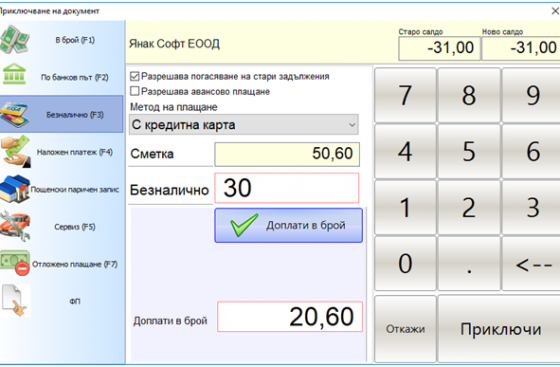 Приключване на документ
В брой (F1)
По банков път (F2)
Безналично (F3)
Наложен платеж (F4)
Пощенски паричен запис
Сервиз (F5)
Отложено плащане (F7)
ФП
Янак Софт ЕООД
Старо салдо
Ново салдо
-31,00
-31,00
Разрешава погасяване на стари задължения
Разрешава авансово плащане
Метод на плащане
С кредитна карта
Сметка
50,60
Безналично
30
Доплати в брой
Доплати в брой
20,60
7 8 9
4 5 6
1 2 3
0 . <--
Откажи
Приключи